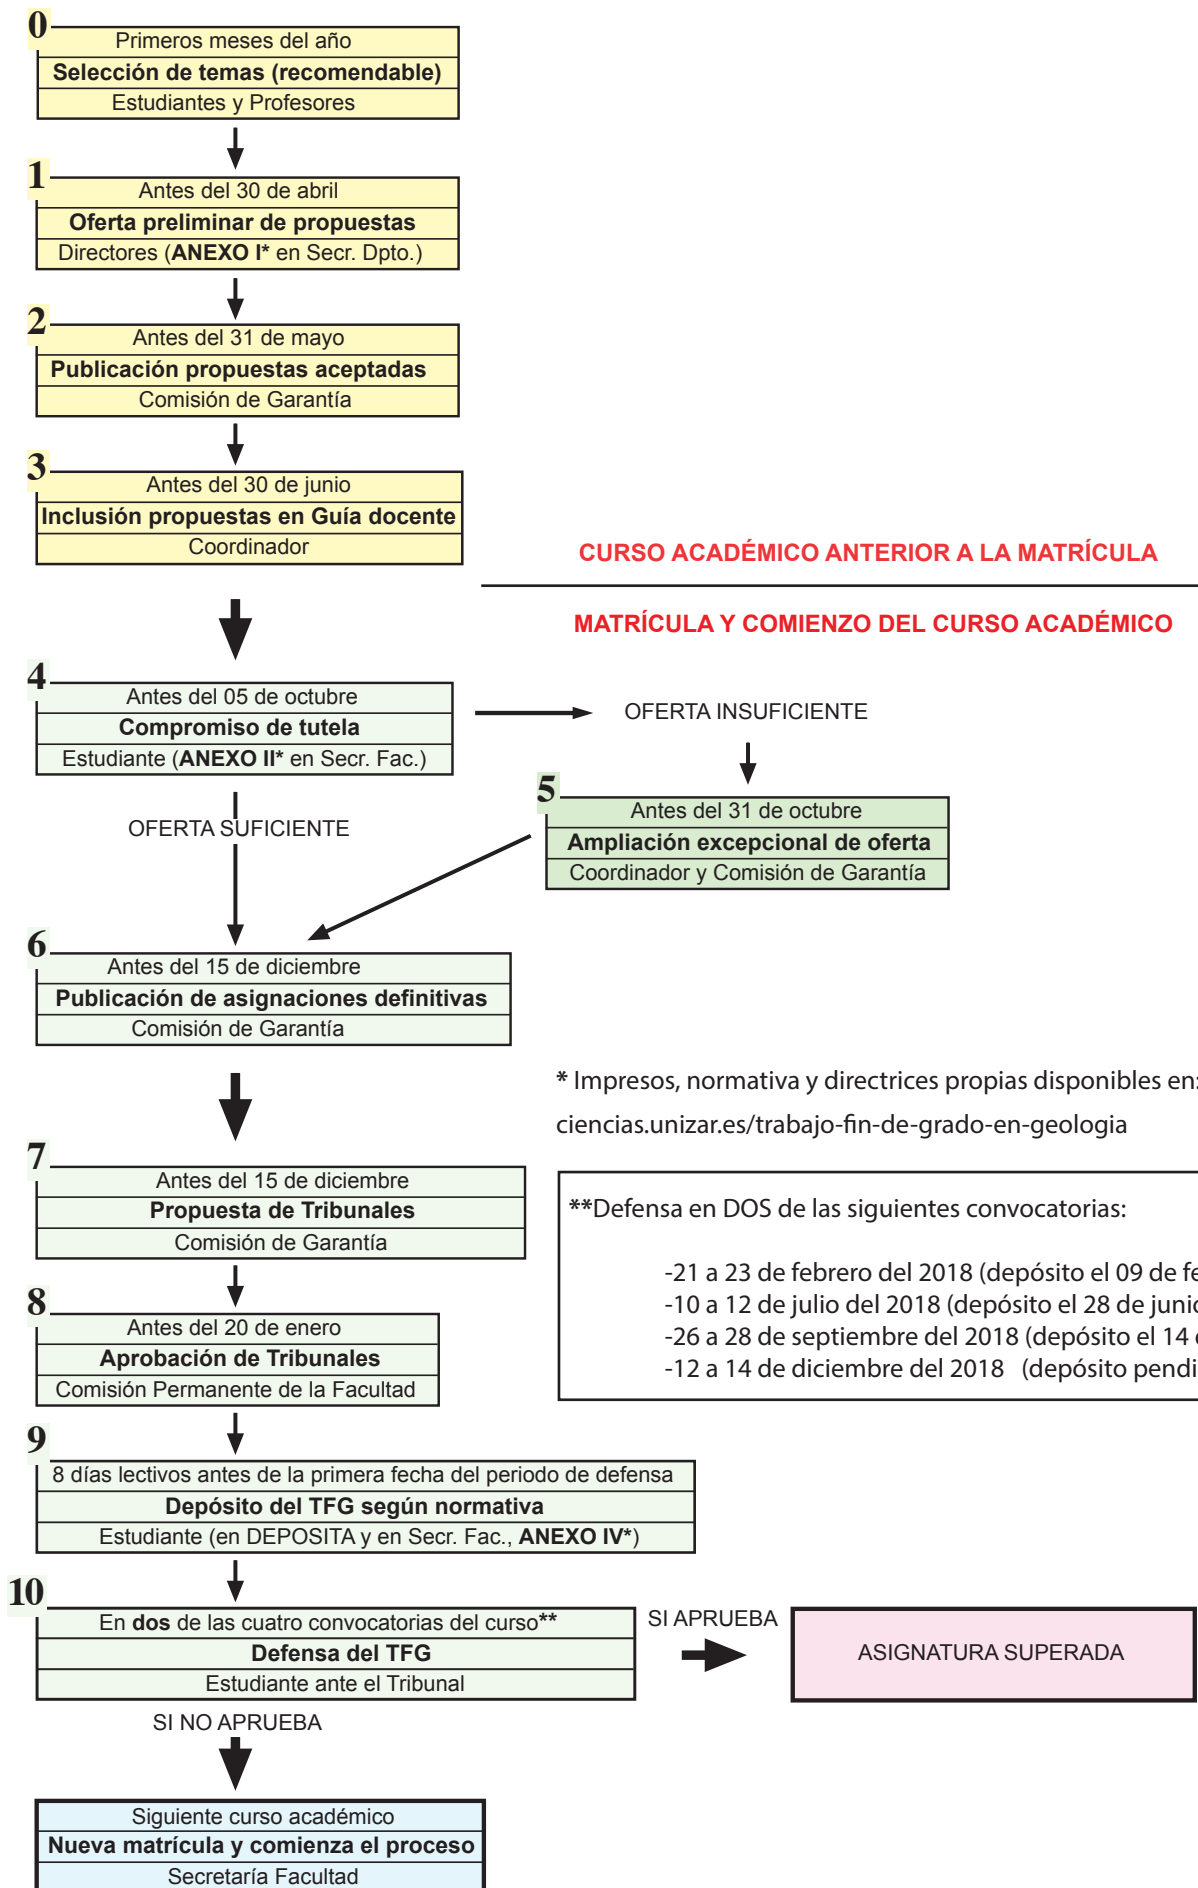 0
Primeros meses del año
Selección de temas (recomendable)
Estudiantes y Profesores
1
Antes del 30 de abril
Oferta preliminar de propuestas
Directores (ANEXO I* en Secr. Dpto.)
2
Antes del 31 de mayo
Publicación propuestas aceptadas
Comisión de Garantía
3
Antes del 30 de junio
Inclusión propuestas en Guía docente
Coordinador
CURSO ACADÉMICO ANTERIOR A LA MATRÍCULA
MATRÍCULA Y COMIENZO DEL CURSO ACADÉMICO
4
Antes del 05 de octubre
Compromiso de tutela
Estudiante (ANEXO II* en Secr. Fac.)
OFERTA INSUFICIENTE
5
Antes del 31 de octubre
Ampliación excepcional de oferta
Coordinador y Comisión de Garantía
OFERTA SUFICIENTE
6
Antes del 15 de diciembre
Publicación de asignaciones definitivas
Comisión de Garantía
* Impresos, normativa y directrices propias disponibles en:
ciencias.unizar.es/trabajo-fin-de-grado-en-geologia
7
Antes del 15 de diciembre
Propuesta de Tribunales
Comisión de Garantía
**Defensa en DOS de las siguientes convocatorias:
-21 a 23 de febrero del 2018 (depósito el 09 de
-10 a 12 de julio del 2018 (depósito el 28 de junio
-26 a 28 de septiembre del 2018 (depósito el 14
-12 a 14 de diciembre del 2018 (depósito
8
Antes del 20 de enero
Aprobación de Tribunales
Comisión Permanente de la Facultad
9
8 días lectivos antes de la primera fecha del periodo de defensa
Depósito del TFG según normativa
Estudiante (en DEPOSITA y en Secr. Fac., ANEXO IV*)
10
En dos de las cuatro convocatorias del curso**
Defensa del TFG
Estudiante ante el Tribunal
SI APRUEBA
ASIGNATURA SUPERADA
SI NO APRUEBA
Siguiente curso académico
Nueva matrícula y comienza el proceso
Secretaría Facultad